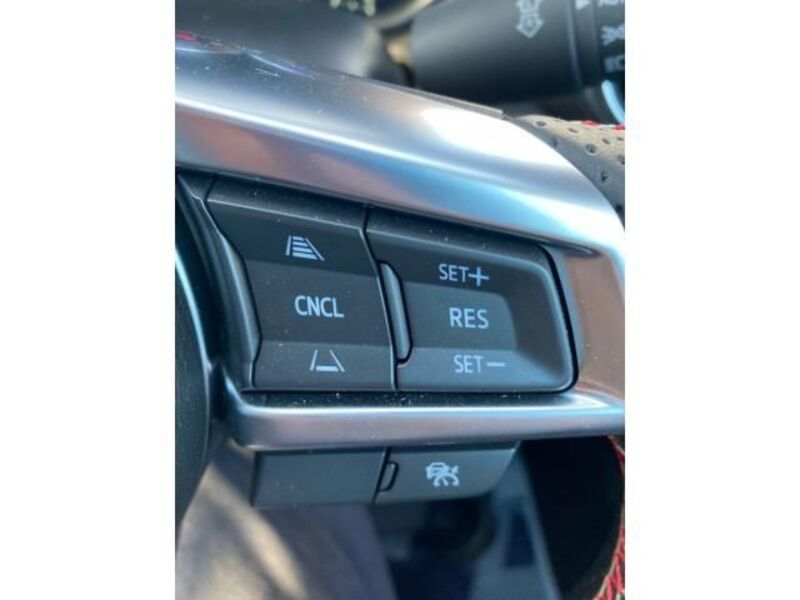 SET+
CNCL
RES
SET−